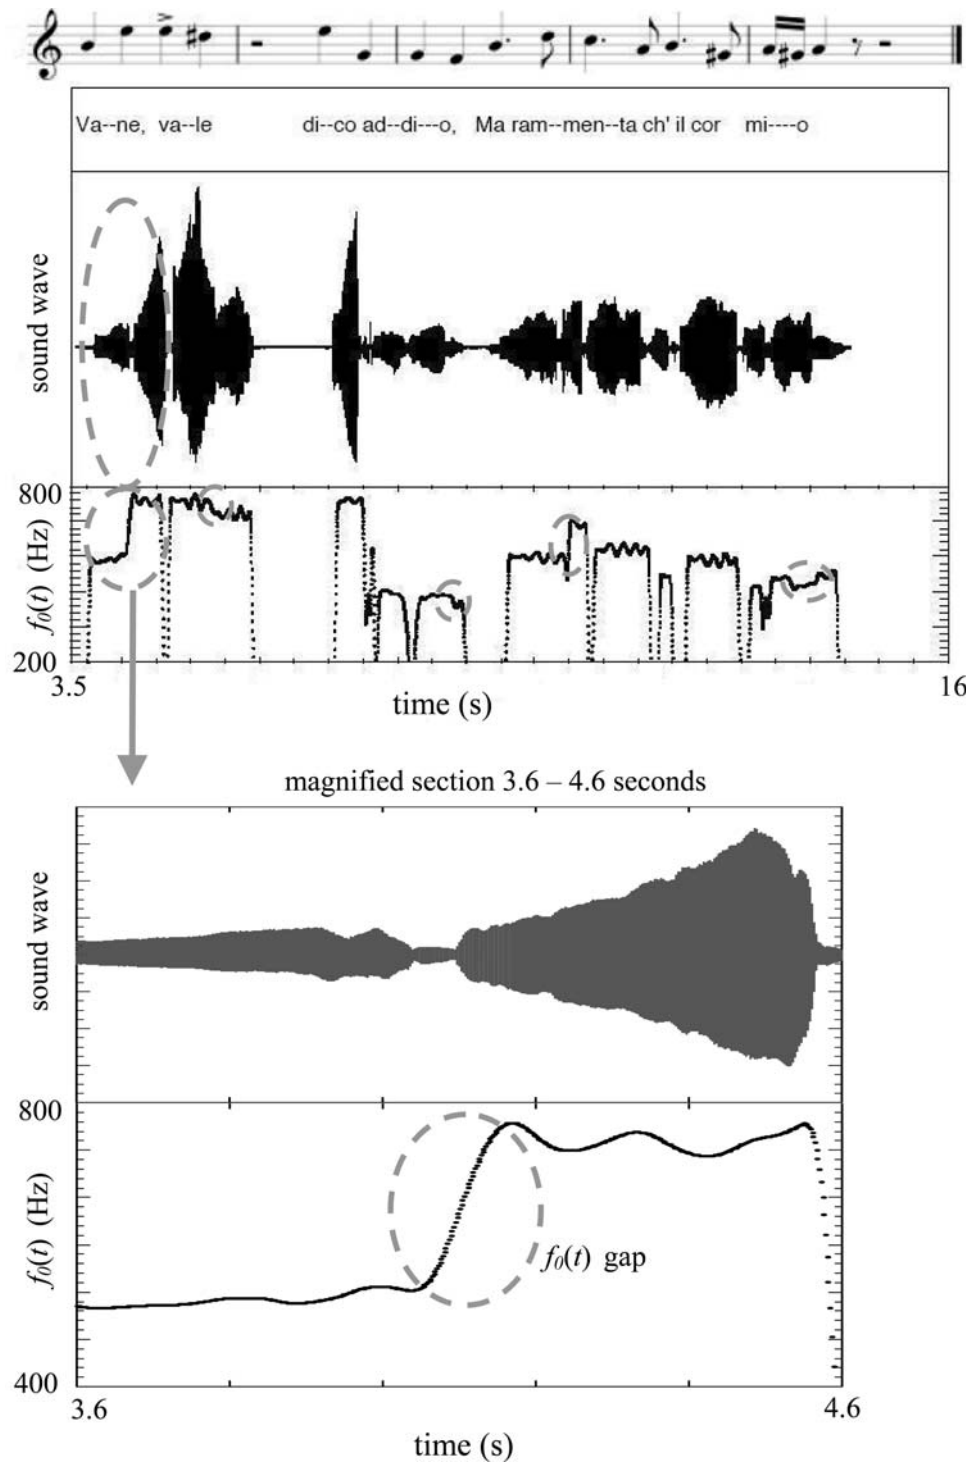 Va--ne, va--le di--co ad--di---o, Ma ram--men--ta ch' il cor mi----o
sound wave
800
f₀(t) (Hz)
200
3.5 16
time (s)
magnified section 3.6 – 4.6 seconds
sound wave
800
f₀(t) (Hz)
f₀(t) gap
400
3.6 4.6
time (s)